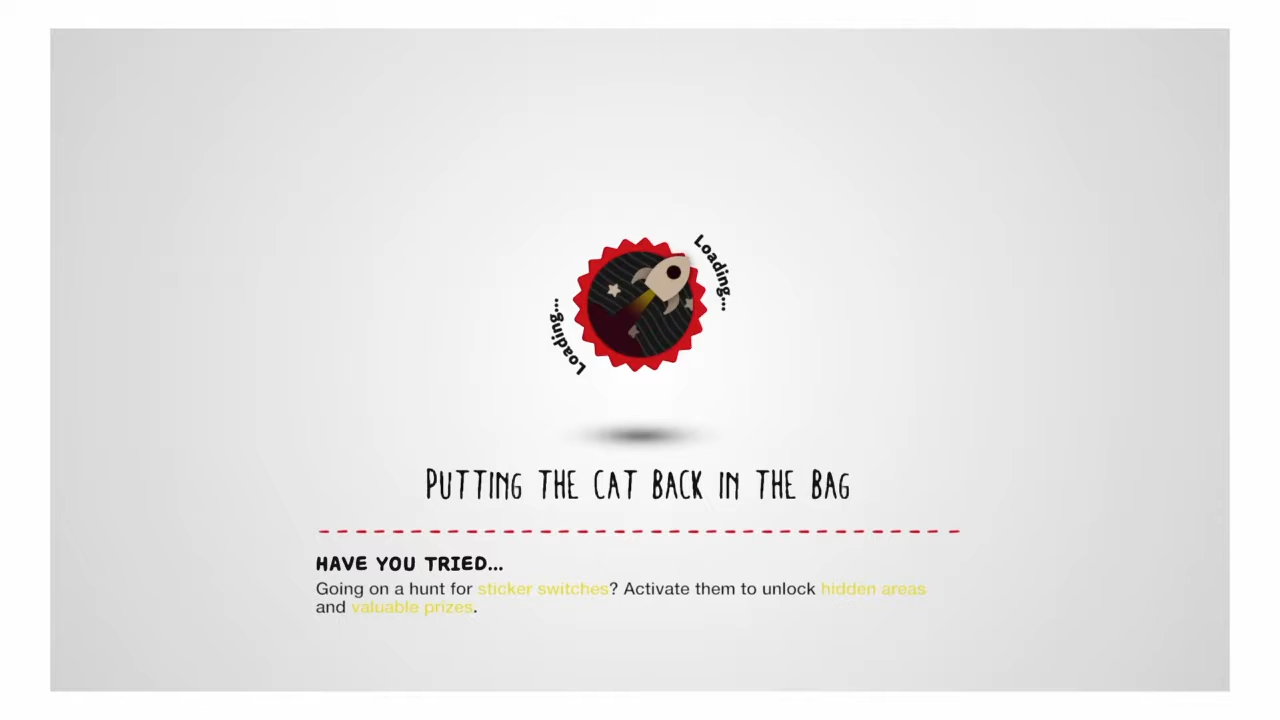 Loading...
Loading...
PUTTING THE CAT BACK IN THE BAG
HAVE YOU TRIED...
Going on a hunt for sticker switches? Activate them to unlock hidden areas
and valuable prizes.